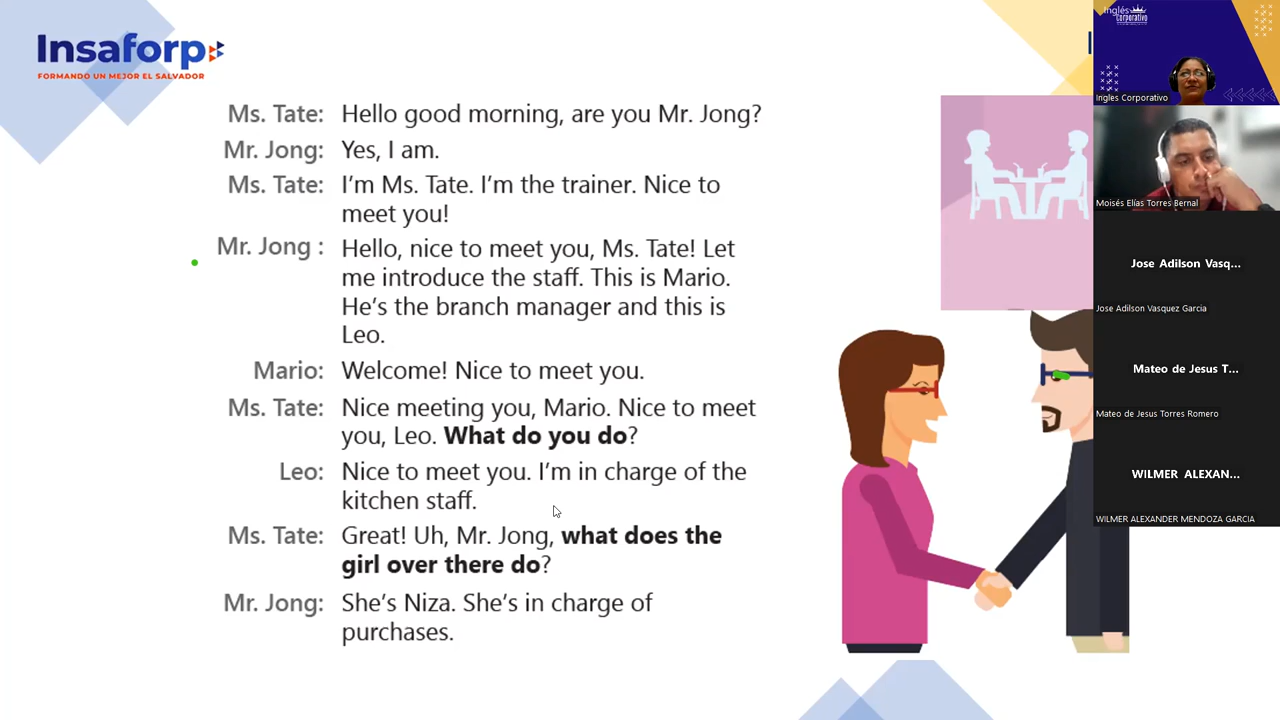 Insaforp
FORMANDO UN MEJOR EL SALVADOR
Ms. Tate: Hello good morning, are you Mr. Jong?
Mr. Jong: Yes, I am.
Ms. Tate: I’m Ms. Tate. I’m the trainer. Nice to
meet you!
Mr. Jong : Hello, nice to meet you, Ms. Tate! Let
me introduce the staff. This is Mario.
He’s the branch manager and this is
Leo.
Mario: Welcome! Nice to meet you.
Ms. Tate: Nice meeting you, Mario. Nice to meet
you, Leo. What do you do?
Leo: Nice to meet you. I’m in charge of the
kitchen staff.
Ms. Tate: Great! Uh, Mr. Jong, what does the
girl over there do?
Mr. Jong: She’s Niza. She’s in charge of
purchases.
Inglés
Corporativo
Ingles Corporativo
Moisés Elías Torres Bernal
Jose Adilson Vasq...
Jose Adilson Vasquez Garcia
Mateo de Jesus T...
Mateo de Jesus Torres Romero
WILMER ALEXAN...
WILMER ALEXANDER MENDOZA GARCIA